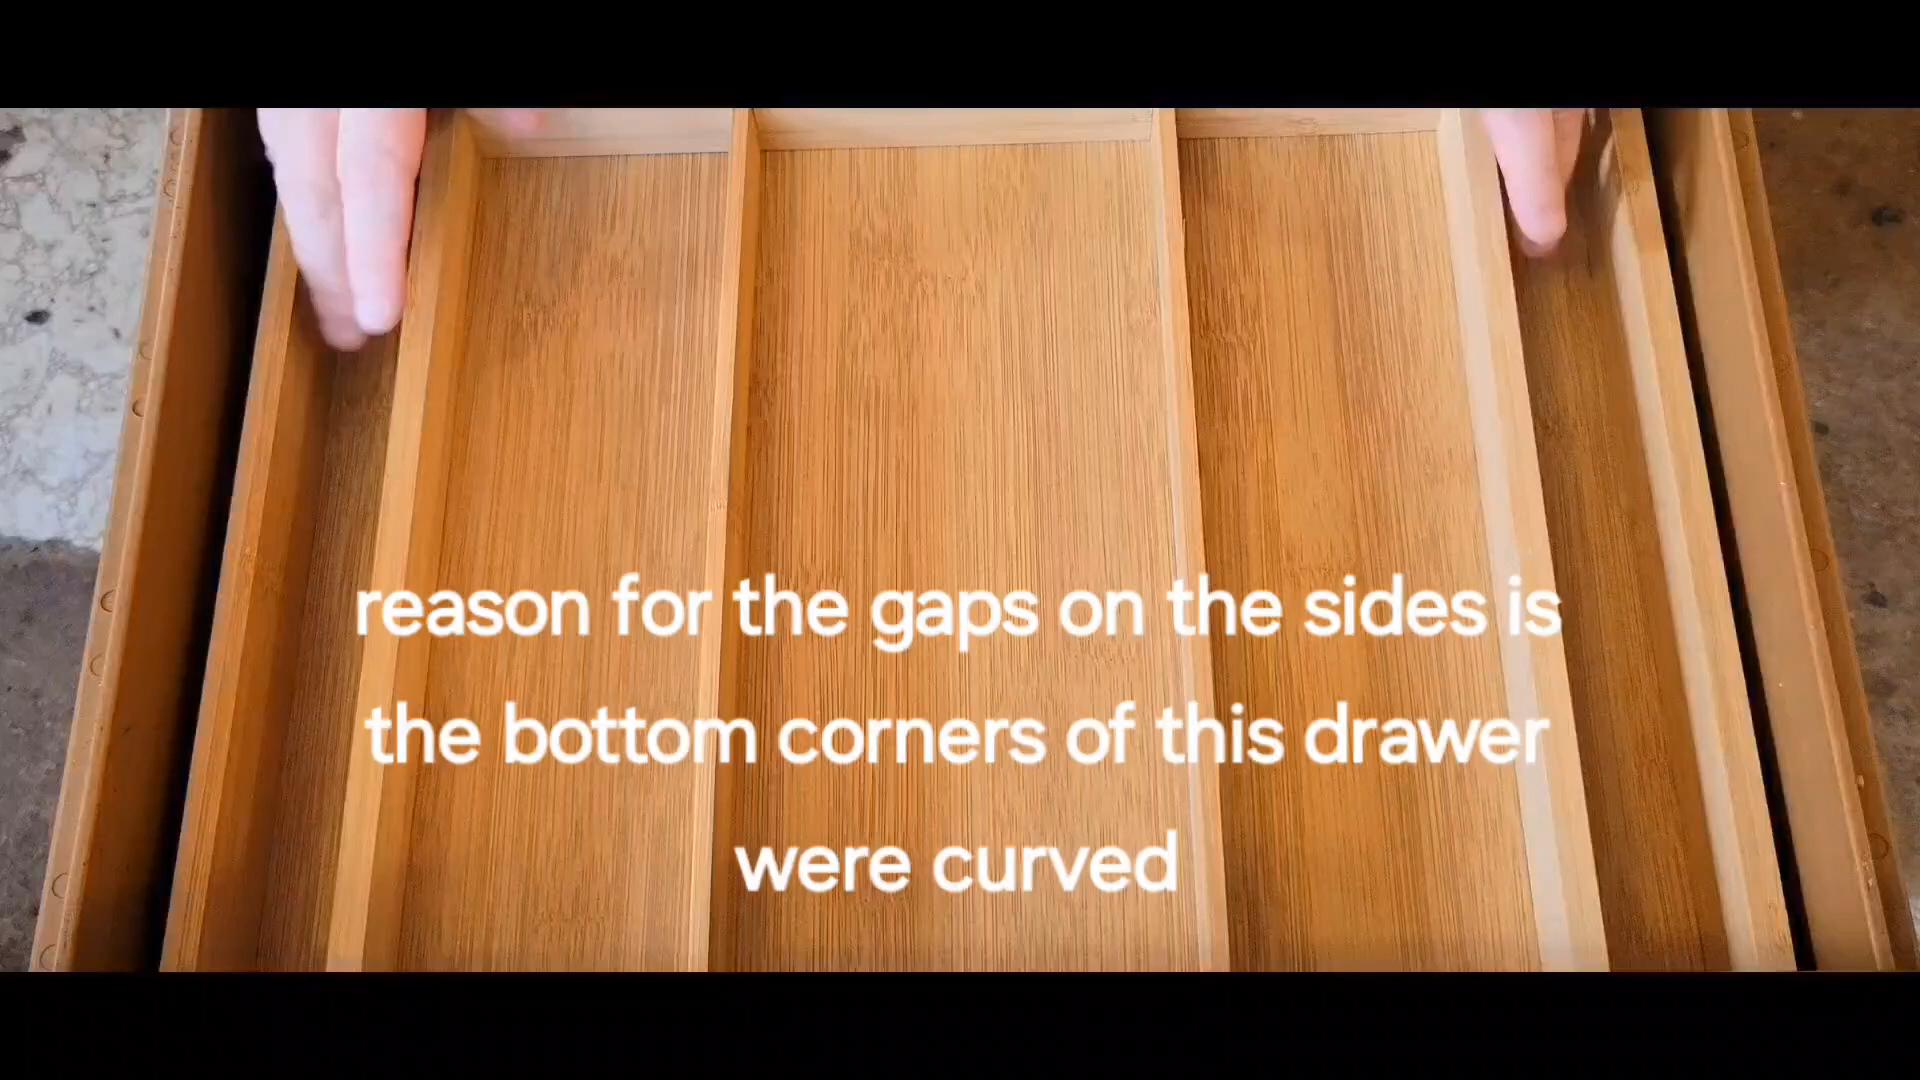 reason for the gaps on the sides is
the bottom corners of this drawer
were curved